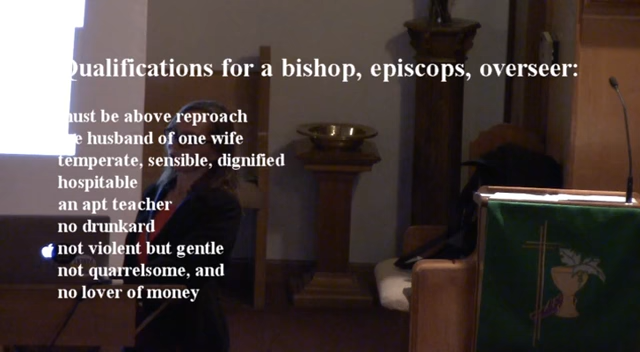 Qualifications for a bishop, episcops, overseer:
must be above reproach
the husband of one wife
temperate, sensible, dignified
hospitable
an apt teacher
no drunkard
not violent but gentle
not quarrelsome, and
no lover of money